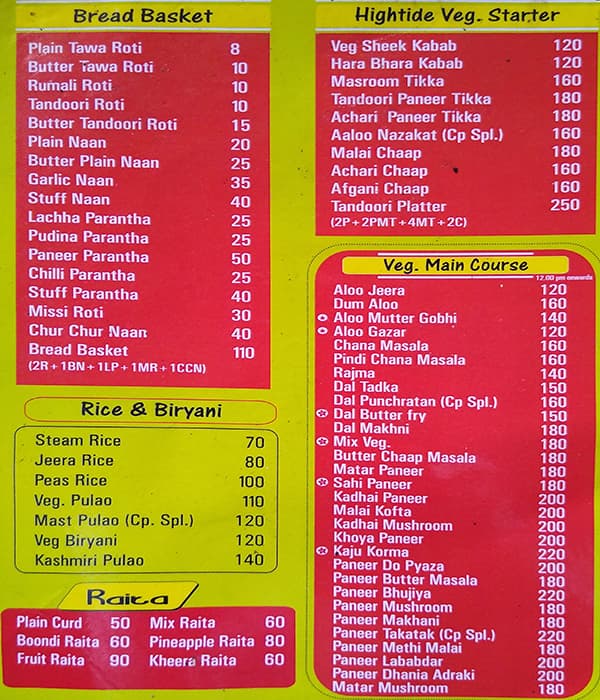 Bread Basket
Plain Tawa Roti 8
Butter Tawa Roti 10
Rumali Roti 10
Tandoori Roti 10
Butter Tandoori Roti 15
Plain Naan 20
Butter Plain Naan 25
Garlic Naan 35
Stuff Naan 40
Lachha Parantha 25
Pudina Parantha 25
Paneer Parantha 50
Chilli Parantha 25
Stuff Parantha 40
Missi Roti 30
Chur Chur Naan 40
Bread Basket 110
(2R+1BN+1LP+1MR+1CCN)
Rice & Biryani
Steam Rice 70
Jeera Rice 80
Peas Rice 100
Veg. Pulao 110
Mast Pulao (Cp. Spl.) 120
Veg Biryani 120
Kashmiri Pulao 140
Raita
Plain Curd 50 Mix Raita 60
Boondi Raita 60 Pineapple Raita 80
Fruit Raita 90 Kheera Raita 60
Hightide Veg. Starter
Veg Sheek Kabab 120
Hara Bhara Kabab 120
Masroom Tikka 160
Tandoori Paneer Tikka 180
Achari Paneer Tikka 180
Aaloo Nazakat (Cp Spl.) 160
Malai Chaap 180
Achari Chaap 160
Afgani Chaap 160
Tandoori Platter 250
(2P+2PMT+4MT+2C)
Veg. Main Course
12.00 pm onwards
Aloo Jeera 120
Dum Aloo 160
Aloo Mutter Gobhi 140
Aloo Gazar 120
Chana Masala 160
Pindi Chana Masala 160
Rajma 140
Dal Tadka 150
Dal Punchratan (Cp Spl.) 160
Dal Butter fry 150
Dal Makhni 180
Mix Veg. 180
Butter Chaap Masala 180
Matar Paneer 180
Sahi Paneer 180
Kadhai Paneer 200
Malai Kofta 200
Kadhai Mushroom 200
Khoya Paneer 200
Kaju Korma 220
Paneer Do Pyaza 200
Paneer Butter Masala 180
Paneer Bhujiya 220
Paneer Mushroom 180
Paneer Makhani 180
Paneer Takatak (Cp Spl.) 220
Paneer Methi Malai 180
Paneer Lababdar 200
Paneer Dhania Adraki 200
Matar Mushroom 180